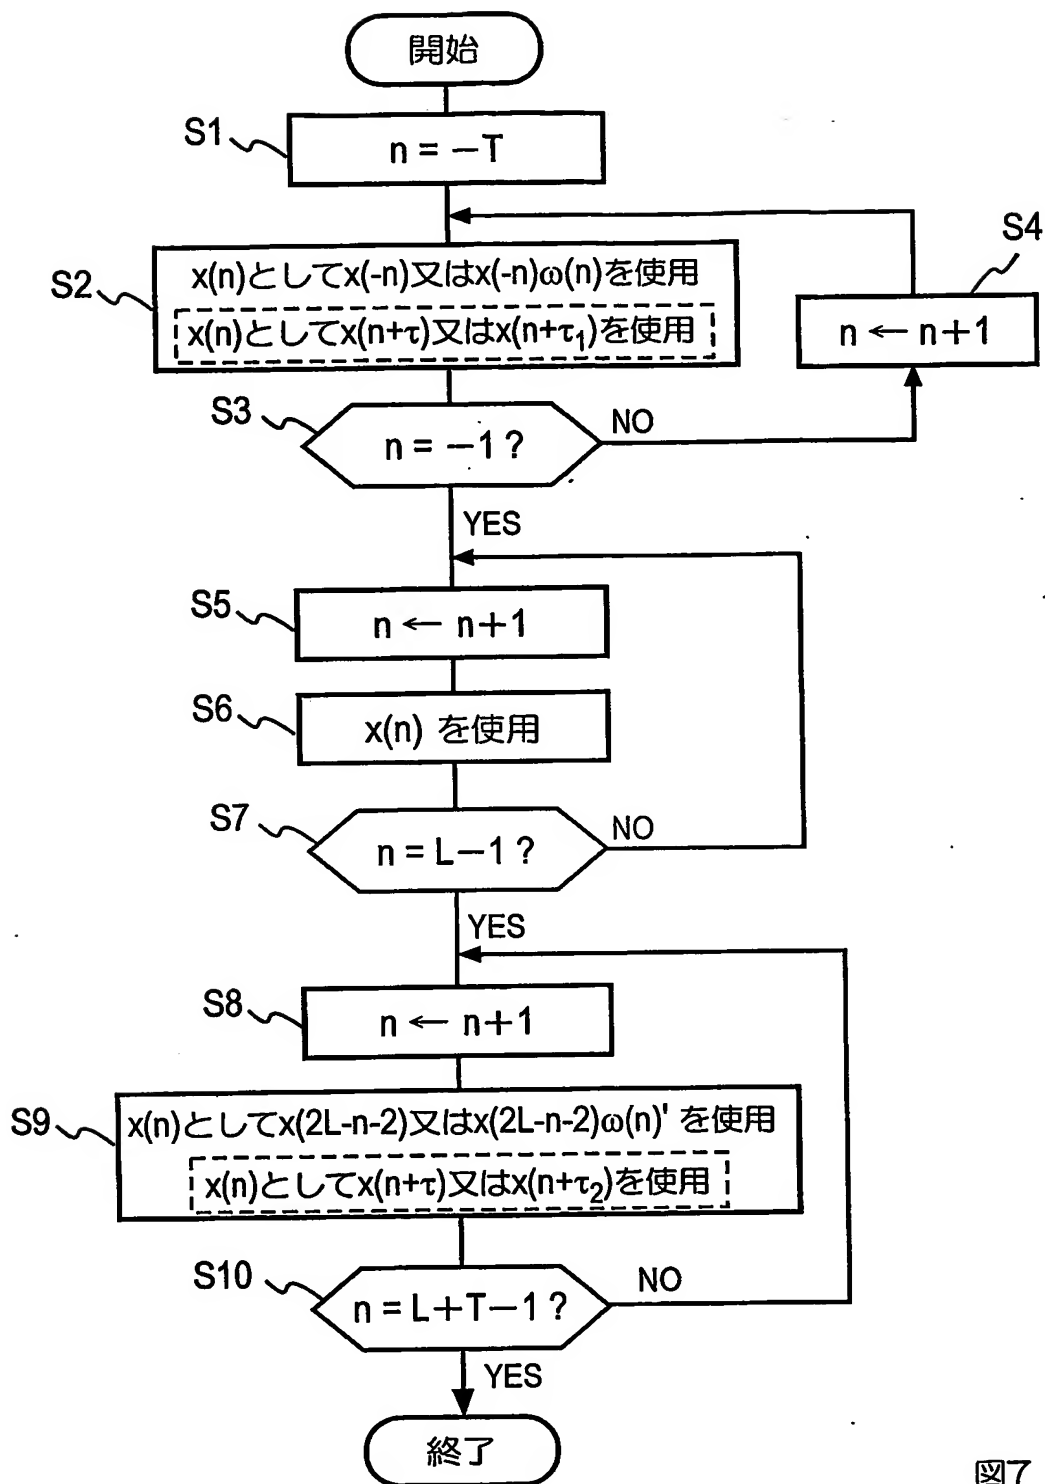 開始
S1
n = −T
S4
S2
x(n)としてx(-n)又はx(-n)ω(n)を使用
x(n)としてx(n+τ)又はx(n+τ₁)を使用
n ← n+1
S3
n = −1 ?
NO
YES
S5
n ← n+1
S6
x(n) を使用
S7
n = L−1 ?
NO
YES
S8
n ← n+1
S9
x(n)としてx(2L-n-2)又はx(2L-n-2)ω(n)' を使用
x(n)としてx(n+τ)又はx(n+τ₂)を使用
S10
n = L+T−1 ?
NO
YES
終了
図7